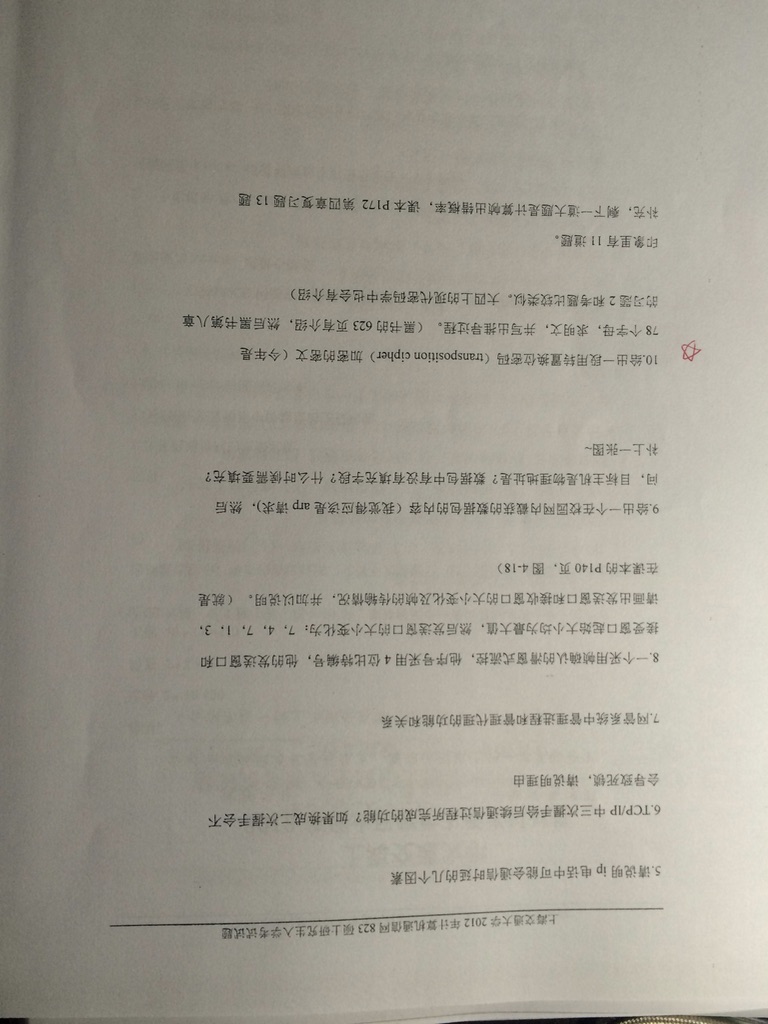 上海交通大学 2012 年计算机通信网 823 硕士研究生入学考试试题
5.请说明 ip 电话中可能会通信时延的几个因素
6.TCP/IP 中三次握手给后续通信过程所完成的功能？如果换成二次握手会不
会导致死锁，请说明理由
7.网管系统中管理进程和管理代理的功能和关系
8.一个采用帧确认的滑窗式流控，他序号采用 4 位比特编号，他的发送窗口和
接受窗口起始大小均为最大值，然后发送窗口的大小变化为：7，4，7，1，3，
请画出发送窗口和接收窗口的大小变化及帧的传输情况，并加以说明。（就是
在课本的 P140 页，图 4-18）
9.给出一个在校园网内截获的数据包的内容（我觉得应该是 arp 请求)，然后
问，目标主机是物理地址是？数据包中有没有填充字段？什么时候需要填充？
补上一张图~
10.给出一段用转置换位密码（transposition cipher）加密的密文（今年是
78 个字母，求明文，并写出推导过程。（黑书的 623 页有介绍，然后黑书第八章
的习题 2 和考题比较类似。大四上的现代密码学中也会有介绍）
印象里有 11 道题。
补充，剩下一道大题是计算帧出错概率，课本 P172 第四章复习题 13 题